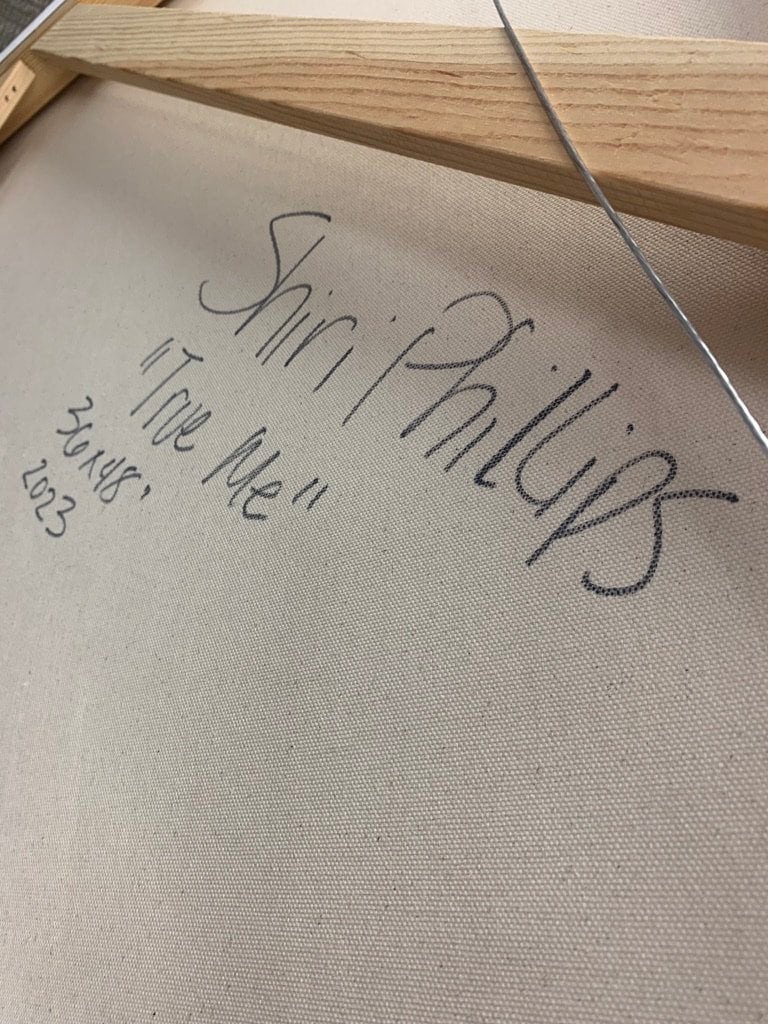 Shiri Phillips
"True Me"
36x48"
2023